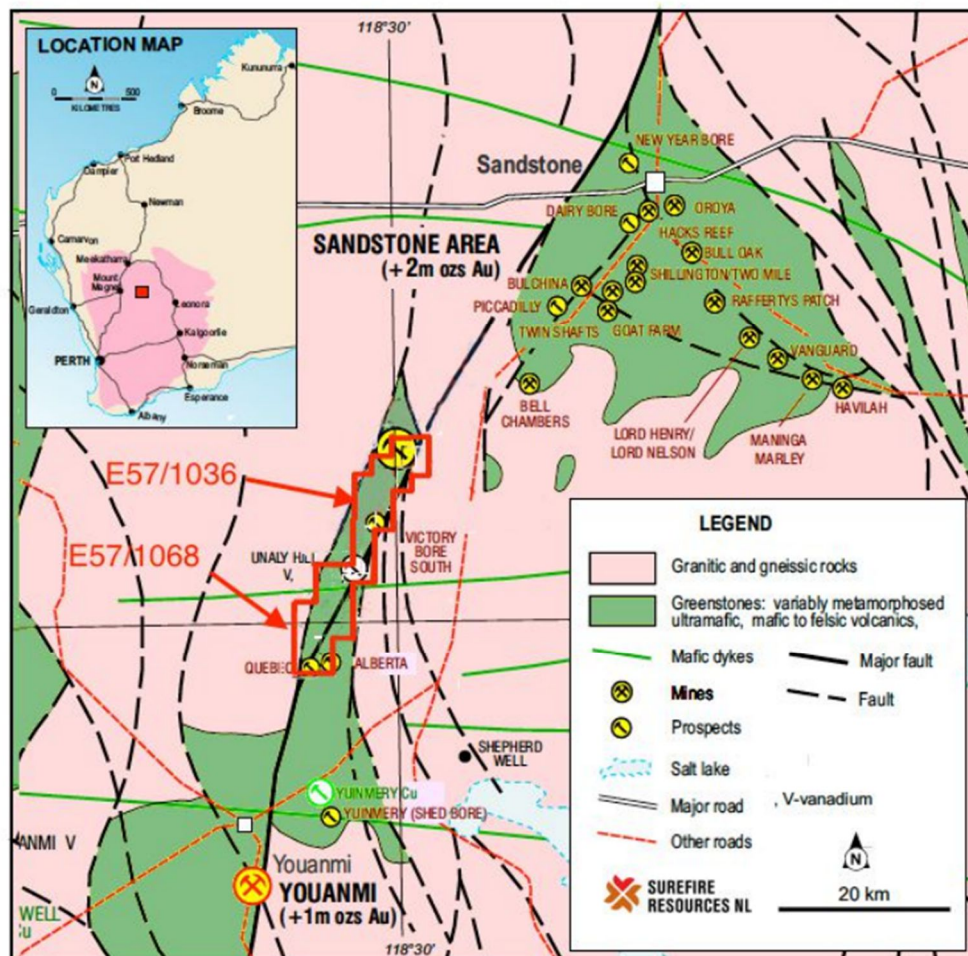 118°30'
LOCATION MAP
N
0 500
KILOMETRES
Kununurra
Broome
Port Hedland
Dampier
Newman
Carnarvon
Meekatharra
Mount
Magnet
Geraldton
Leonora
Kalgoorlie
PERTH
Norseman
Esperance
Albany
NEW YEAR BORE
Sandstone
DAIRY BORE
OROYA
SANDSTONE AREA
(+2m ozs Au)
HACKS REEF
BULL OAK
SHILLINGTON/TWO MILE
BULCHINA
PICCADILLY
RAFFERTYS PATCH
TWIN SHAFTS
GOAT FARM
VANGUARD
BELL
CHAMBERS
HAVILAH
LORD HENRY/
LORD NELSON
MANINGA
MARLEY
E57/1036
VICTORY
BORE
SOUTH
E57/1068
UNALY HILL
V,
QUEBEC
ALBERTA
SHEPHERD
WELL
YUINMERY Cu
YUINMERY (SHED BORE)
ANMI V
Youanmi
YOUANMI
(+1m ozs Au)
WELL
Cu
118°30'
LEGEND
Granitic and gneissic rocks
Greenstones: variably metamorphosed
ultramafic, mafic to felsic volcanics,
Mafic dykes
Major fault
Mines
Fault
Prospects
Salt lake
Major road
, V-vanadium
Other roads
N
SUREFIRE
RESOURCES NL
20 km